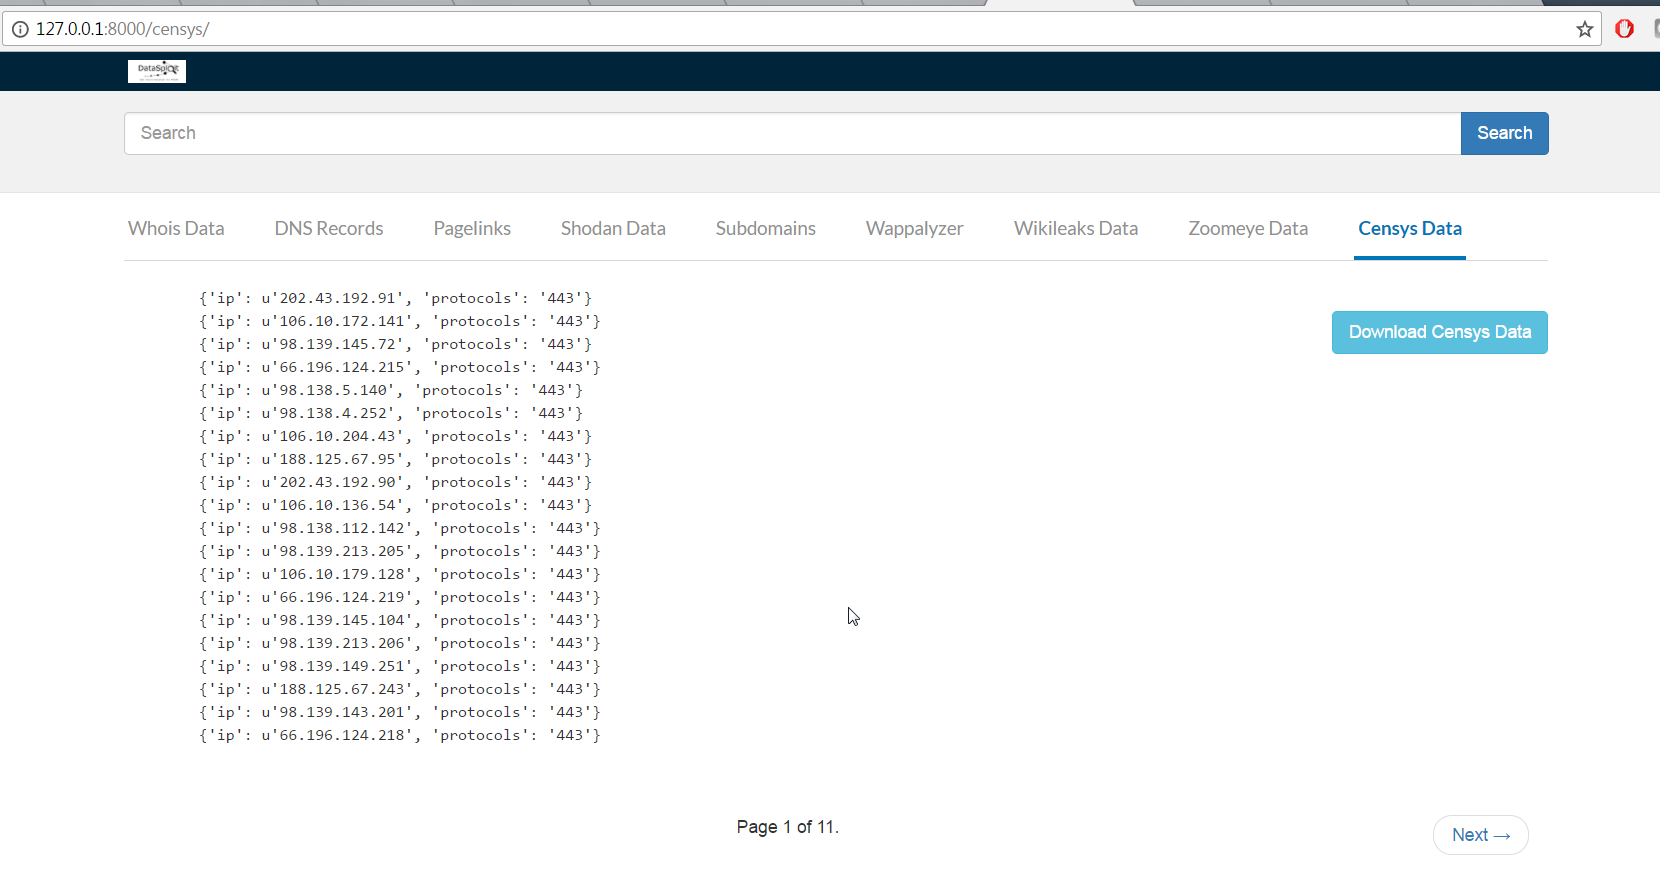 127.0.0.1:8000/censys/
DataSploit
Search
Search
Whois Data DNS Records Pagelinks Shodan Data Subdomains Wappalyzer Wikileaks Data Zoomeye Data Censys Data
{'ip': u'202.43.192.91', 'protocols': '443'}
{'ip': u'106.10.172.141', 'protocols': '443'}
{'ip': u'98.139.145.72', 'protocols': '443'}
{'ip': u'66.196.124.215', 'protocols': '443'}
{'ip': u'98.138.5.140', 'protocols': '443'}
{'ip': u'98.138.4.252', 'protocols': '443'}
{'ip': u'106.10.204.43', 'protocols': '443'}
{'ip': u'188.125.67.95', 'protocols': '443'}
{'ip': u'202.43.192.90', 'protocols': '443'}
{'ip': u'106.10.136.54', 'protocols': '443'}
{'ip': u'98.138.112.142', 'protocols': '443'}
{'ip': u'98.139.213.205', 'protocols': '443'}
{'ip': u'106.10.179.128', 'protocols': '443'}
{'ip': u'66.196.124.219', 'protocols': '443'}
{'ip': u'98.139.145.104', 'protocols': '443'}
{'ip': u'98.139.213.206', 'protocols': '443'}
{'ip': u'98.139.149.251', 'protocols': '443'}
{'ip': u'188.125.67.243', 'protocols': '443'}
{'ip': u'98.139.143.201', 'protocols': '443'}
{'ip': u'66.196.124.218', 'protocols': '443'}
Download Censys Data
Page 1 of 11.
Next →